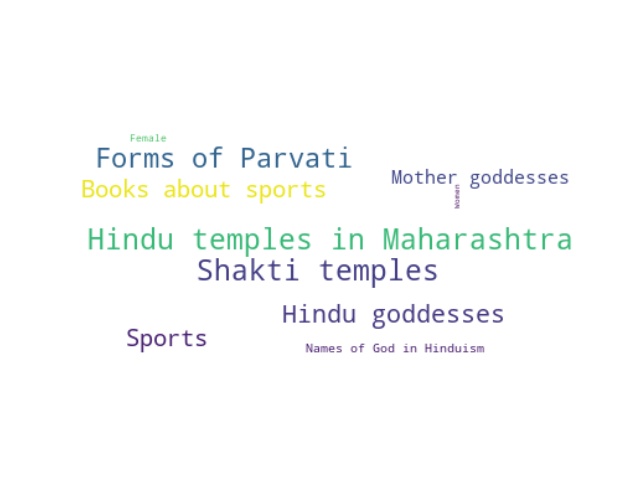 Female
Forms of Parvati
Mother goddesses
Books about sports
Women
Hindu temples in Maharashtra
Shakti temples
Hindu goddesses
Sports
Names of God in Hinduism